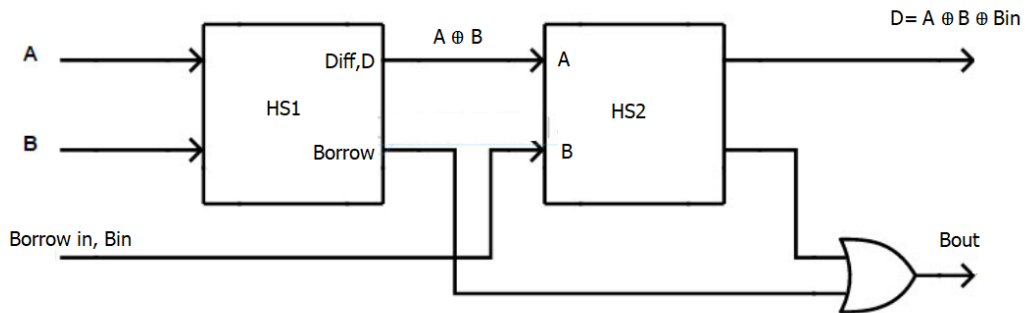 D= A ⊕ B ⊕ Bin
A ⊕ B
A
Diff,D
A
HS1
HS2
B
Borrow
B
Borrow in, Bin
Bout